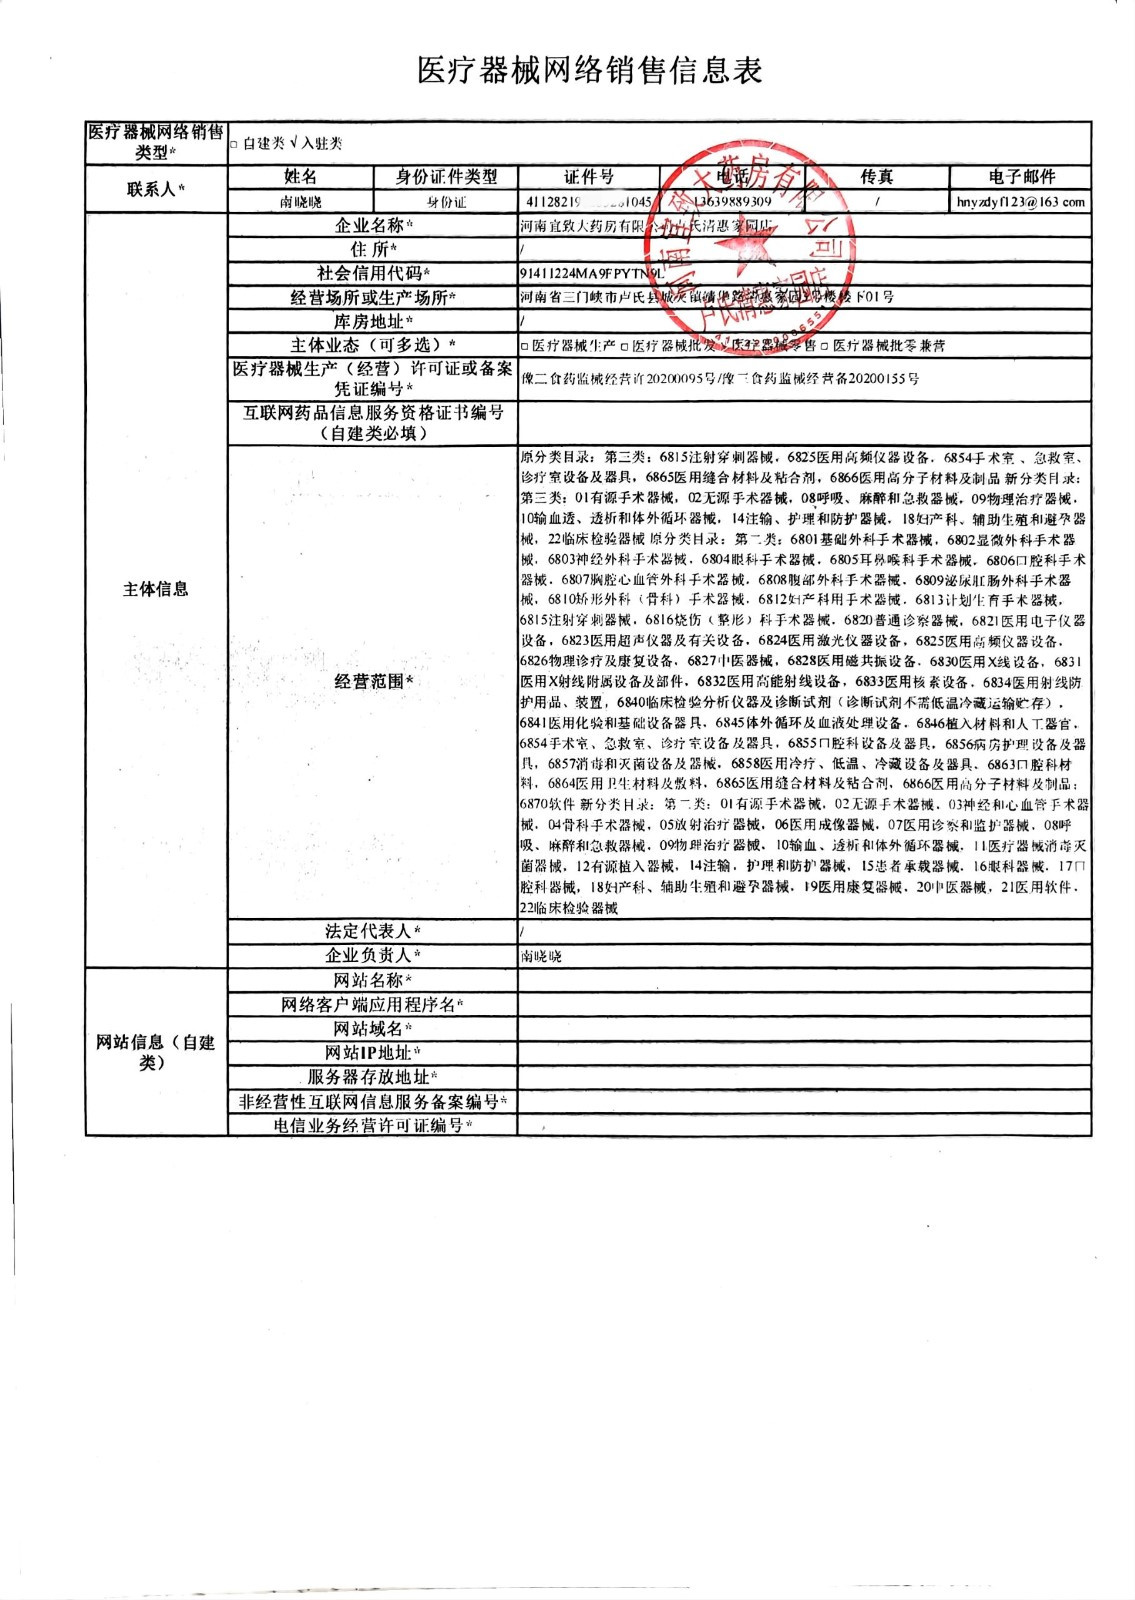 医疗器械网络销售信息表
医疗器械网络销售
类型*
□ 自建类 √ 入驻类
联系人*
姓名 身份证件类型 证件号 电话 传真 电子邮件
南晓晓 身份证 41128219 1045 13639889309 / hnyzdyf123@163 com
主体信息
企业名称* 河南宜致大药房有限 氏清惠家园店
住 所* /
社会信用代码* 91411224MA9FPYTN9L
经营场所或生产场所* 河南省三门峡市卢氏县 镇 路 惠家园 楼楼下01号
库房地址* /
主体业态（可多选）* □ 医疗器械生产 □ 医疗器械批发 √ 医疗器械零售 □ 医疗器械批零兼营
医疗器械生产（经营）许可证或备案
凭证编号*
豫三食药监械经营许20200095号/豫三食药监械经营备20200155号
互联网药品信息服务资格证书编号
（自建类必填）
经营范围*
原分类目录：第三类：6815注射穿刺器械，6825医用高频仪器设备，6854手术室、急救室、
诊疗室设备及器具，6865医用缝合材料及粘合剂，6866医用高分子材料及制品 新分类目录：
第三类：01有源手术器械，02无源手术器械，08呼吸、麻醉和急救器械，09物理治疗器械，
10输血透、透析和体外循环器械，14注输、护理和防护器械，18妇产科、辅助生殖和避孕器
械，22临床检验器械 原分类目录：第二类：6801基础外科手术器械，6802显微外科手术器
械，6803神经外科手术器械，6804眼科手术器械，6805耳鼻喉科手术器械，6806口腔科手术
器械，6807胸腔心血管外科手术器械，6808腹部外科手术器械，6809泌尿肛肠外科手术器
械，6810矫形外科（骨科）手术器械，6812妇产科用手术器械，6813计划生育手术器械，
6815注射穿刺器械，6816烧伤（整形）科手术器械，6820普通诊察器械，6821医用电子仪器
设备，6823医用超声仪器及有关设备，6824医用激光仪器设备，6825医用高频仪器设备，
6826物理诊疗及康复设备，6827中医器械，6828医用磁共振设备，6830医用X线设备，6831
医用X射线附属设备及部件，6832医用高能射线设备，6833医用核素设备，6834医用射线防
护用品、装置，6840临床检验分析仪器及诊断试剂（诊断试剂不需低温冷藏运输贮存），
6841医用化验和基础设备器具，6845体外循环及血液处理设备，6846植入材料和人工器官，
6854手术室、急救室、诊疗室设备及器具，6855口腔科设备及器具，6856病房护理设备及器
具，6857消毒和灭菌设备及器械，6858医用冷疗、低温、冷藏设备及器具，6863口腔科材
料，6864医用卫生材料及敷料，6865医用缝合材料及粘合剂，6866医用高分子材料及制品；
6870软件 新分类目录：第二类：01有源手术器械，02无源手术器械，03神经和心血管手术器
械，04骨科手术器械，05放射治疗器械，06医用成像器械，07医用诊察和监护器械，08呼
吸、麻醉和急救器械，09物理治疗器械，10输血、透析和体外循环器械，11医疗器械消毒灭
菌器械，12有源植入器械，14注输，护理和防护器械，15患者承载器械，16眼科器械，17口
腔科器械，18妇产科、辅助生殖和避孕器械，19医用康复器械，20中医器械，21医用软件，
22临床检验器械
法定代表人* /
企业负责人* 南晓晓
网站信息（自建
类）
网站名称*
网络客户端应用程序名*
网站域名*
网站IP地址*
服务器存放地址*
非经营性互联网信息服务备案编号*
电信业务经营许可证编号*
河南宜致大药房有限公司
卢氏清惠家园店